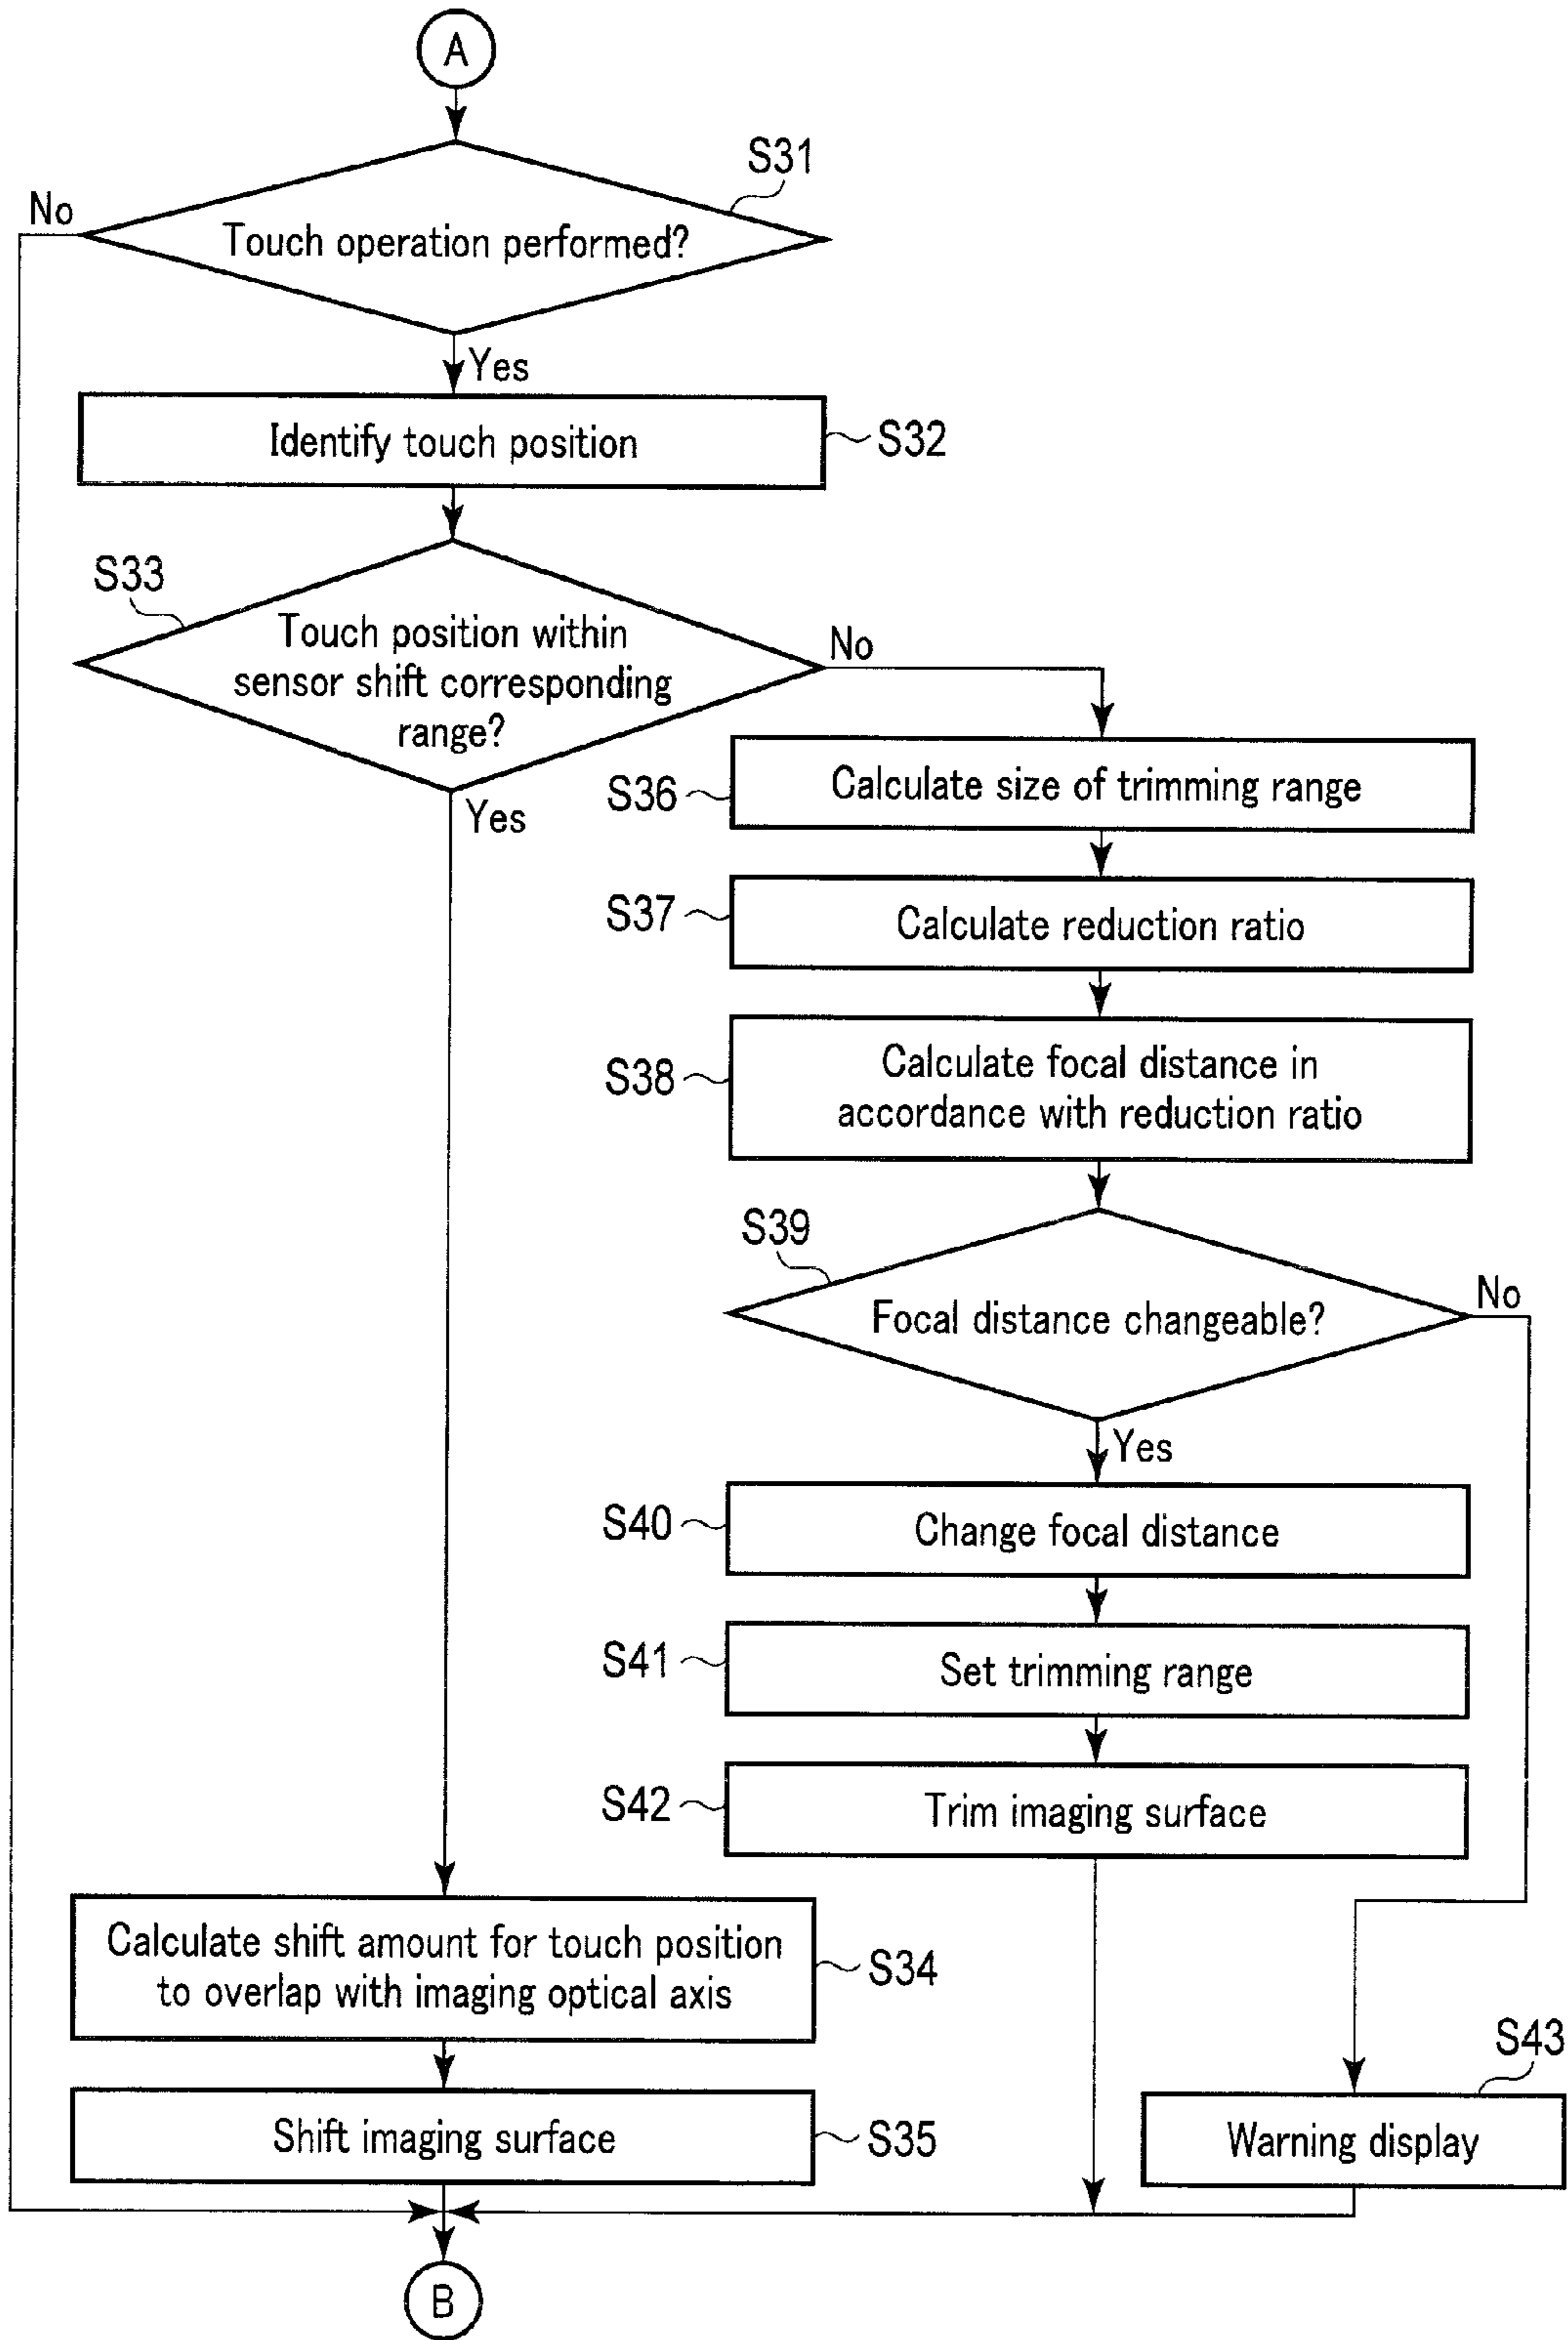 A
S31
No
Touch operation performed?
Yes
Identify touch position
S32
S33
Touch position within
sensor shift corresponding
range?
No
Yes
S36
Calculate size of trimming range
S37
Calculate reduction ratio
S38
Calculate focal distance in
accordance with reduction ratio
S39
Focal distance changeable?
No
Yes
S40
Change focal distance
S41
Set trimming range
S42
Trim imaging surface
Calculate shift amount for touch position
to overlap with imaging optical axis
S34
Shift imaging surface
S35
S43
Warning display
B